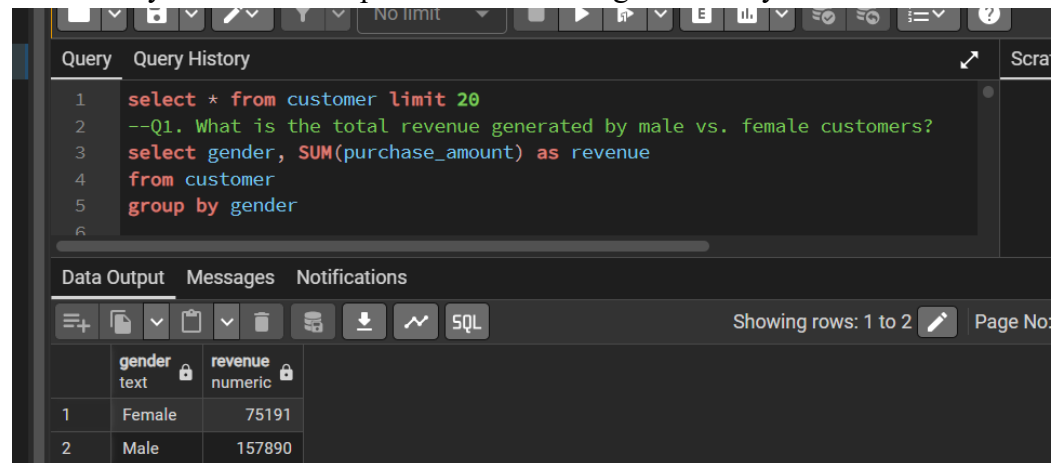 No limit
E
SQL
Query Query History
Scra
1 select * from customer limit 20
2 --Q1. What is the total revenue generated by male vs. female customers?
3 select gender, SUM(purchase_amount) as revenue
4 from customer
5 group by gender
6
Data Output Messages Notifications
Showing rows: 1 to 2 Page No:
gender revenue
text numeric
1 Female 75191
2 Male 157890